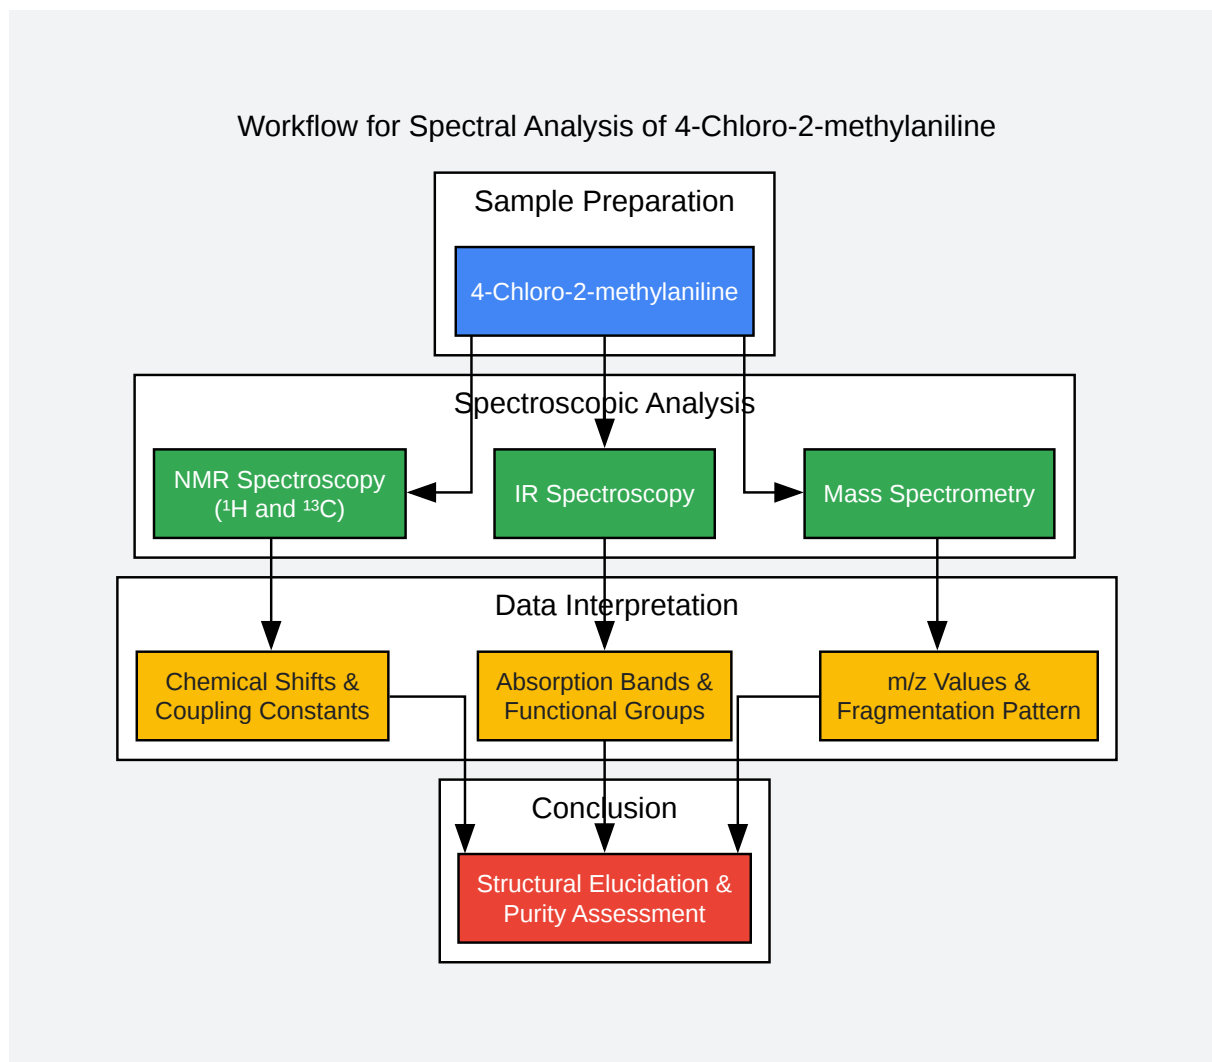 Workflow for Spectral Analysis of 4-Chloro-2-methylaniline
Sample Preparation
4-Chloro-2-methylaniline
Spectroscopic Analysis
NMR Spectroscopy
(¹H and ¹³C)
IR Spectroscopy
Mass Spectrometry
Data Interpretation
Chemical Shifts &
Coupling Constants
Absorption Bands &
Functional Groups
m/z Values &
Fragmentation Pattern
Conclusion
Structural Elucidation &
Purity Assessment